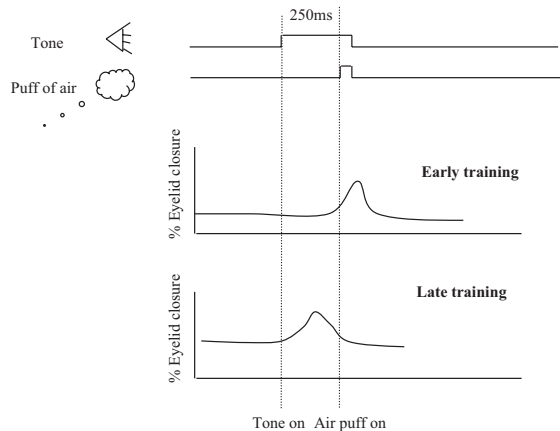 250ms
Tone
Puff of air
% Eyelid closure
Early training
% Eyelid closure
Late training
Tone on Air puff on